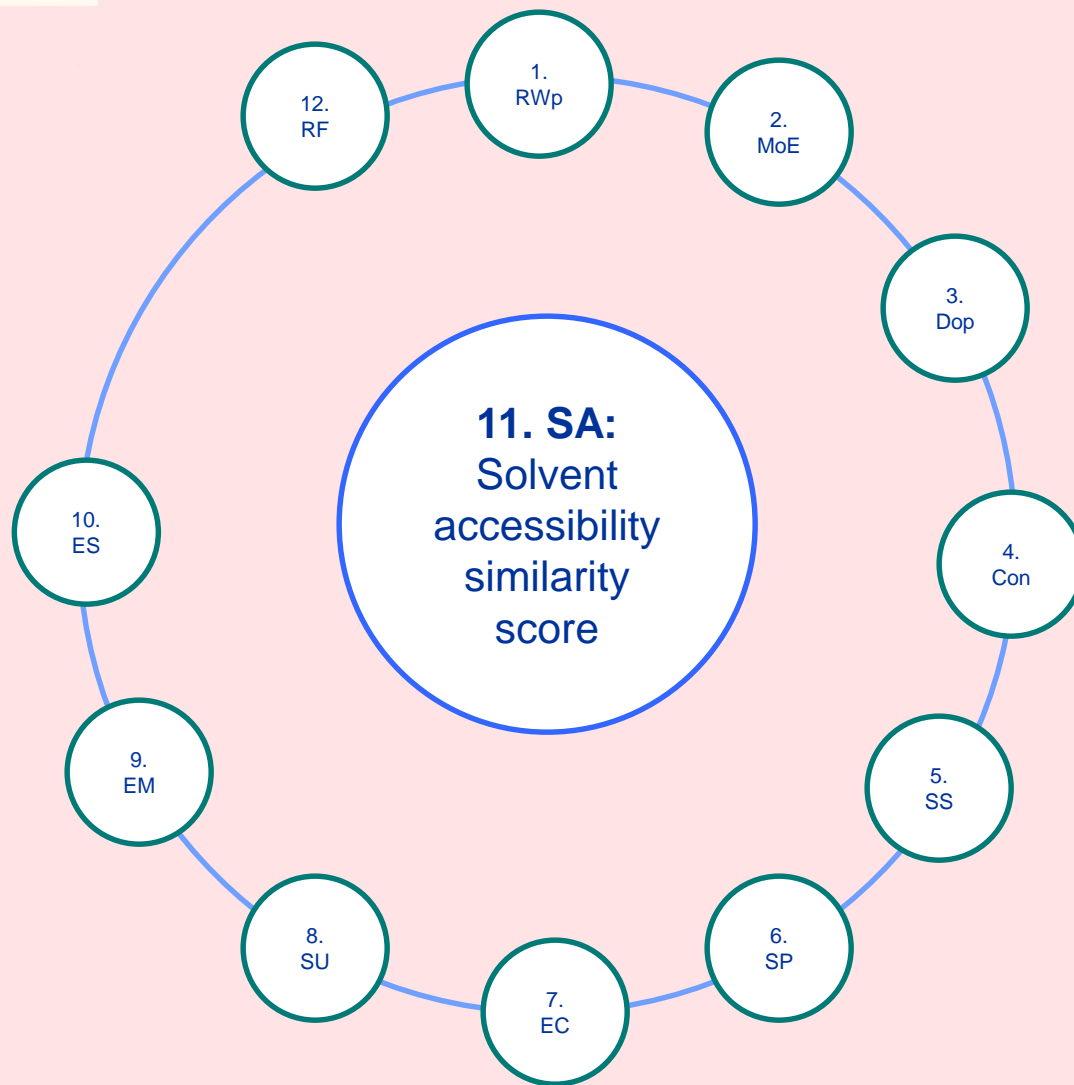 1.
RWp
2.
MoE
3.
Dop
4.
Con
5.
SS
6.
SP
7.
EC
8.
SU
9.
EM
10.
ES
11. SA:
Solvent
accessibility
similarity
score
12.
RF